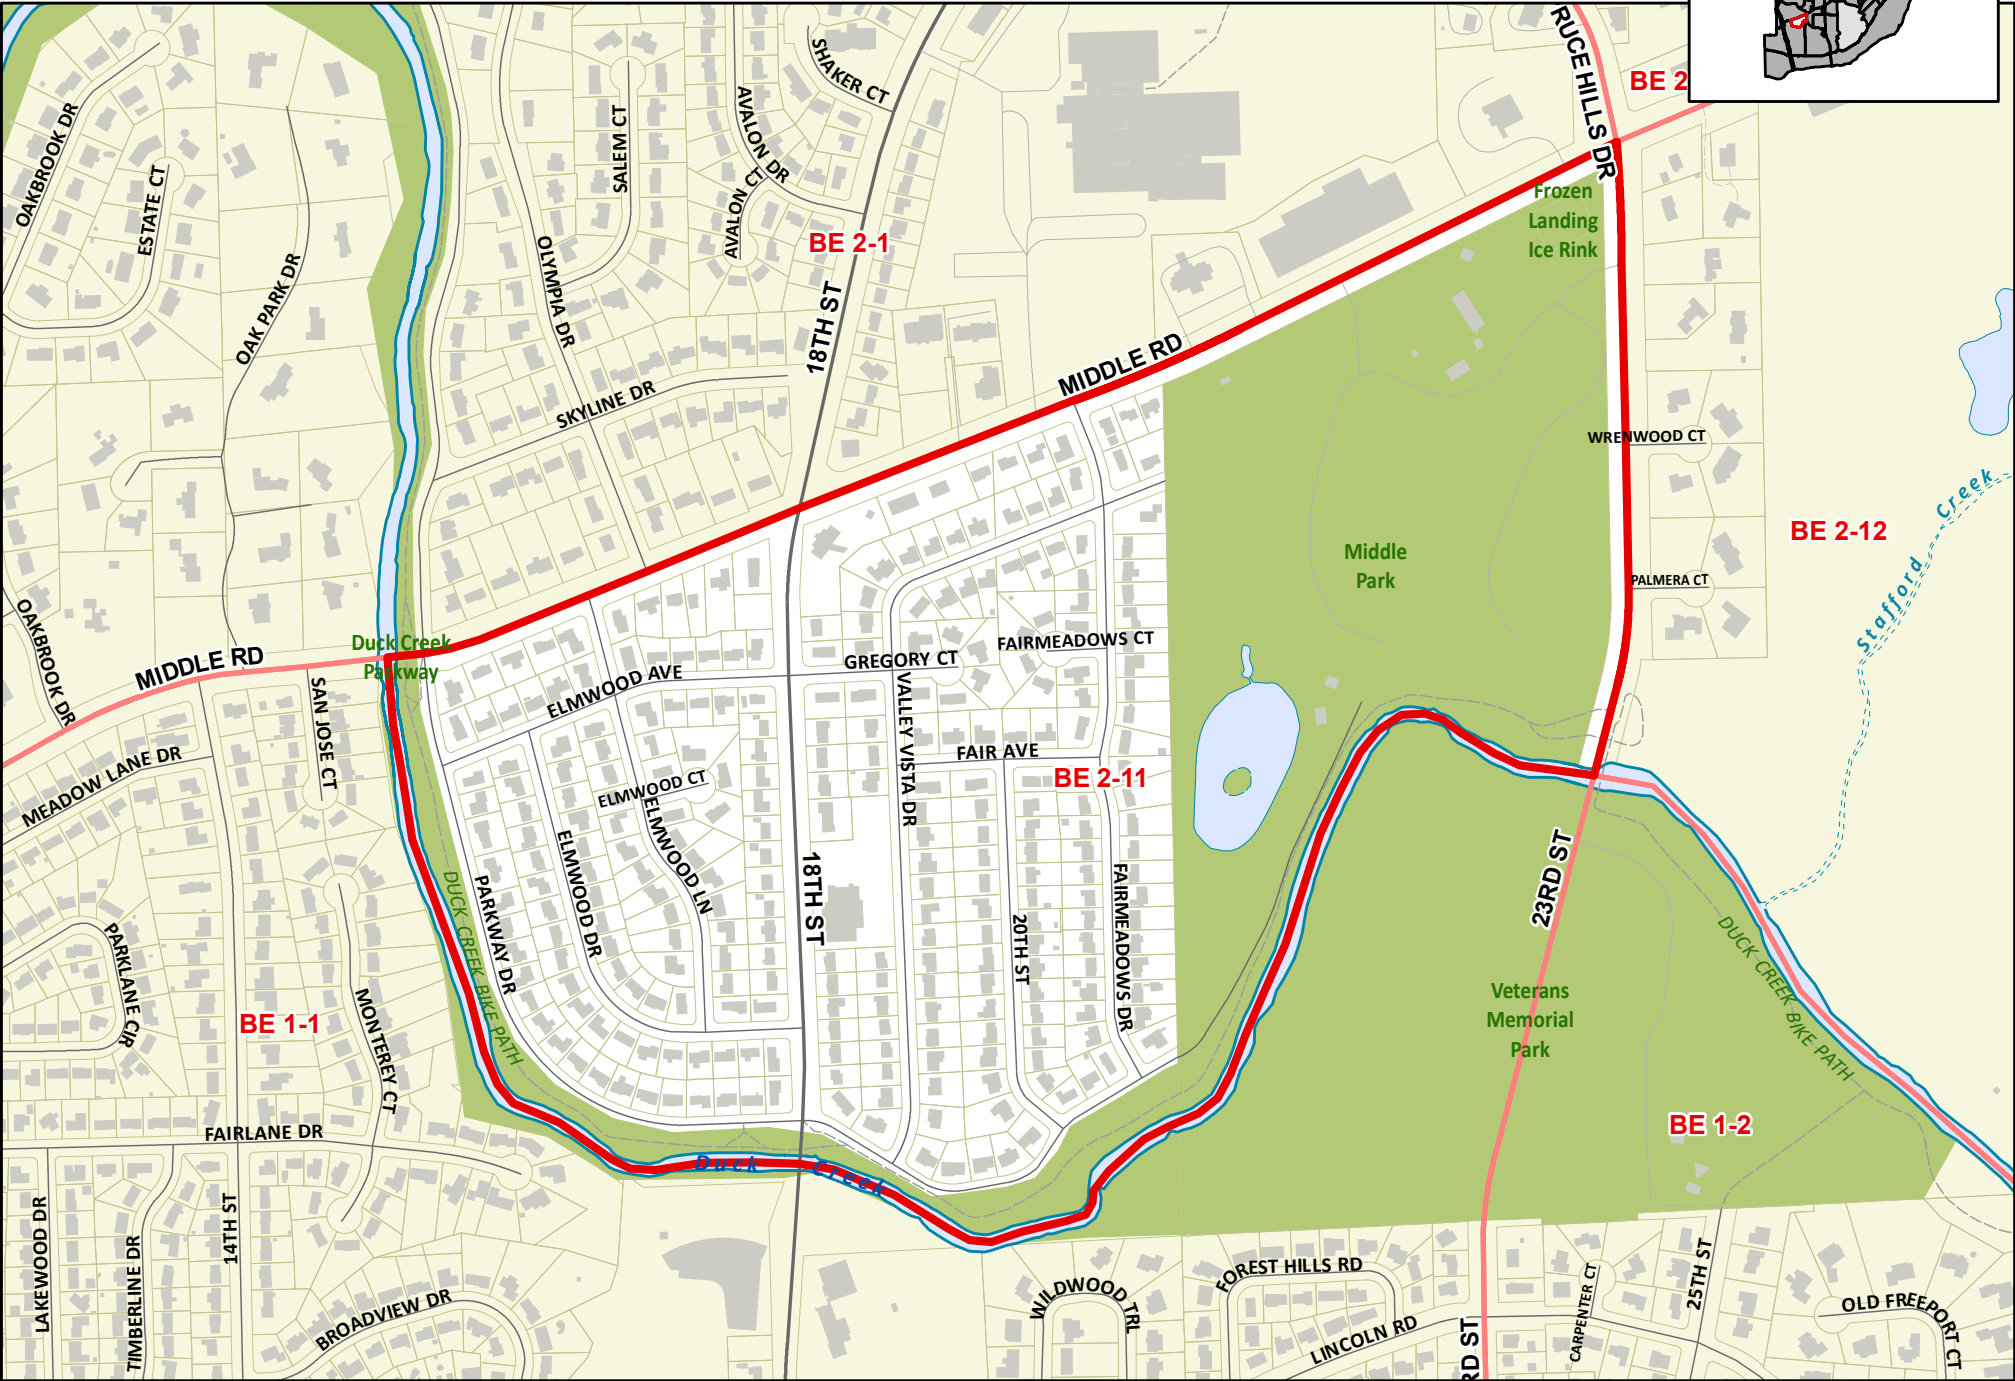 RUCE HILLS DR
BE 2
SHAKER CT
OAKBROOK DR
SALEM CT
AVALON DR
ESTATE CT
AVALON CT
BE 2-1
Frozen
Landing
Ice Rink
OAK PARK DR
OLYMPIA DR
18TH ST
MIDDLE RD
SKYLINE DR
WRENWOOD CT
Stafford Creek
BE 2-12
Middle
Park
PALMERA CT
OAKBROOK DR
Duck Creek
Parkway
MIDDLE RD
FAIRMEADOWS CT
GREGORY CT
ELMWOOD AVE
SAN JOSE CT
VALLEY VISTA DR
FAIR AVE
BE 2-11
MEADOW LANE DR
ELMWOOD CT
ELMWOOD LN
ELMWOOD DR
18TH ST
23RD ST
DUCK CREEK BIKE PATH
PARKWAY DR
FAIRMEADOWS DR
20TH ST
DUCK CREEK BIKE PATH
PARKLANE CIR
Veterans
Memorial
Park
BE 1-1
MONTEREY CT
BE 1-2
FAIRLANE DR
Duck Creek
LAKEWOOD DR
TIMBERLINE DR
14TH ST
BROADVIEW DR
WILDWOOD TRL
FOREST HILLS RD
LINCOLN RD
RD ST
CARPENTER CT
25TH ST
OLD FREEPORT CT